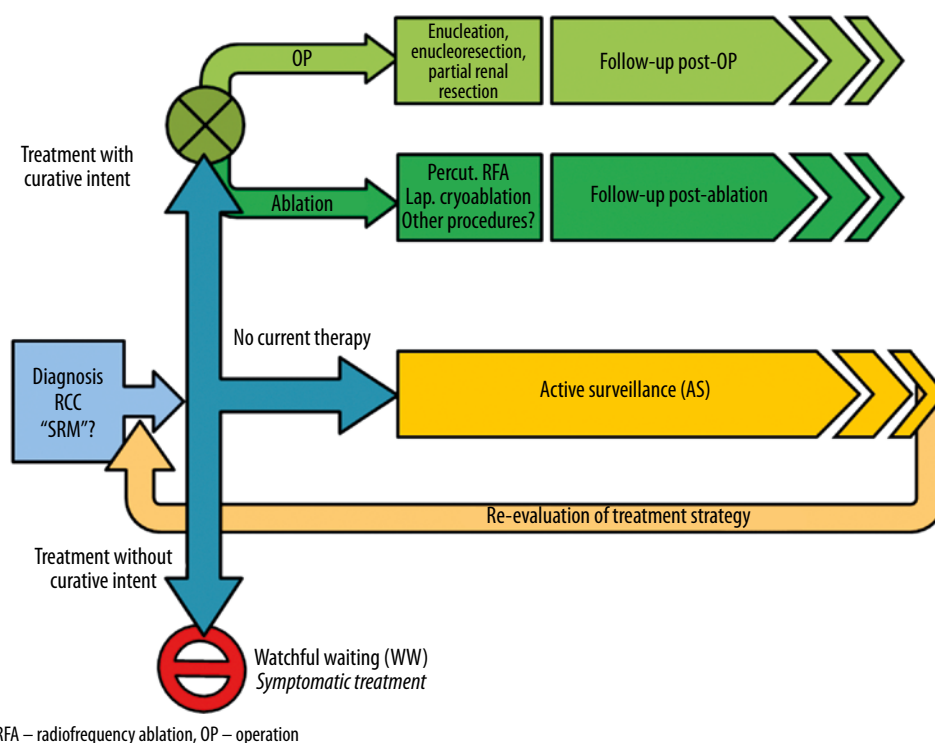 OP
Enucleation,
enucleoresection,
partial renal
resection
Follow-up post-OP
Treatment with
curative intent
Ablation
Percut. RFA
Lap. cryoablation
Other procedures?
Follow-up post-ablation
No current therapy
Diagnosis
RCC
“SRM”?
Active surveillance (AS)
Re-evaluation of treatment strategy
Treatment without
curative intent
Watchful waiting (WW)
Symptomatic treatment
RFA – radiofrequency ablation, OP – operation